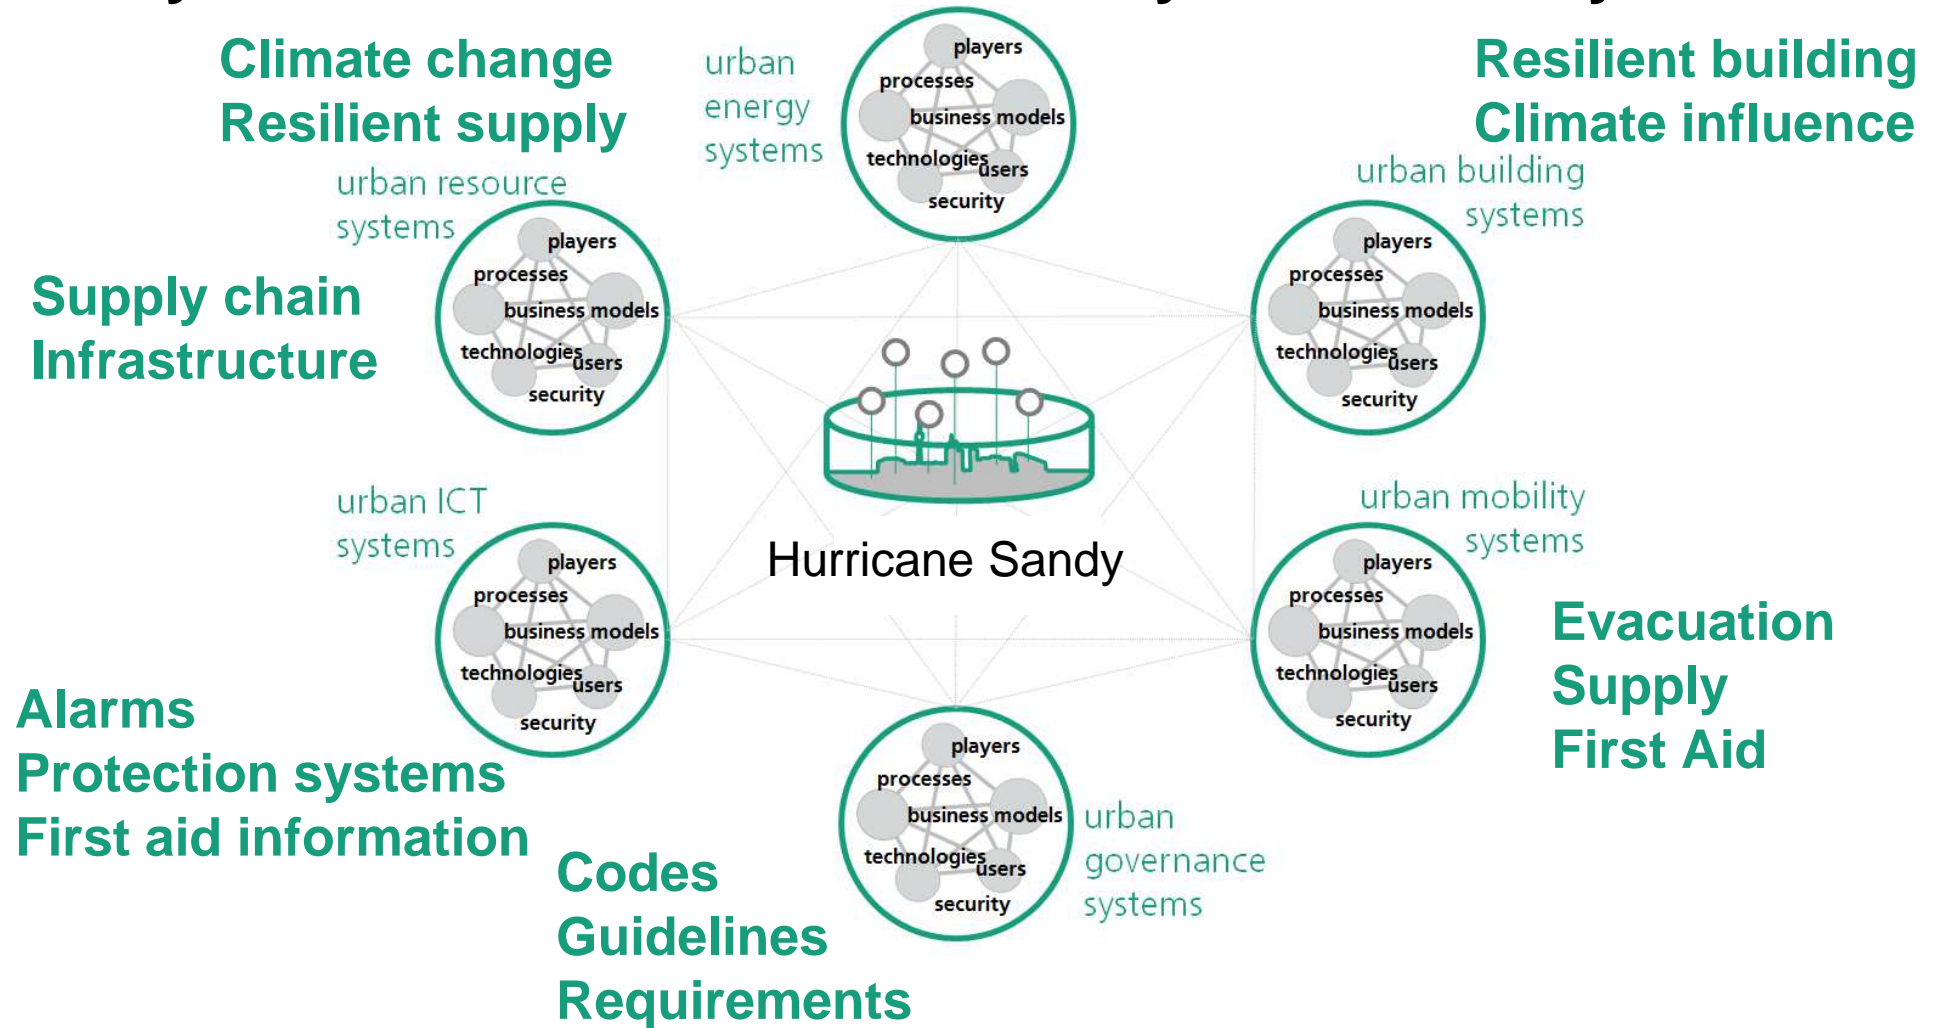 Climate change
Resilient supply
urban
energy
systems
players
processes
business models
technologies
users
security
Resilient building
Climate influence
urban resource
systems
players
processes
business models
technologies
users
security
urban building
systems
players
processes
business models
technologies
users
security
Supply chain
Infrastructure
Hurricane Sandy
urban ICT
systems
players
processes
business models
technologies
users
security
urban mobility
systems
players
processes
business models
technologies
users
security
Evacuation
Supply
First Aid
Alarms
Protection systems
First aid information
players
processes
business models
technologies
users
security
urban
governance
systems
Codes
Guidelines
Requirements